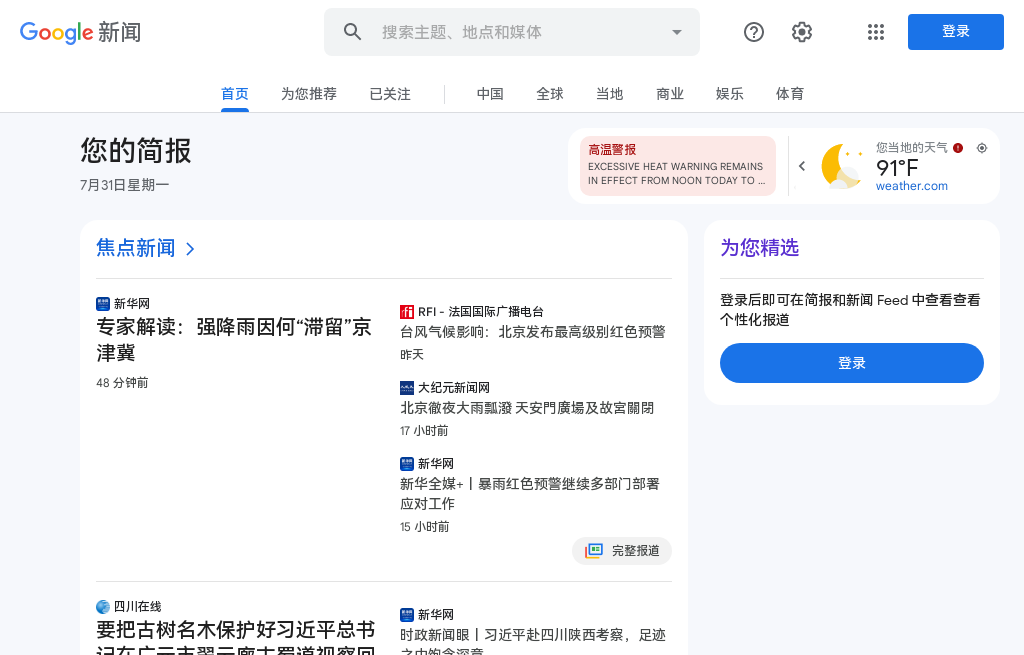 Google 新闻
搜索主题、地点和媒体
登录
首页
为您推荐
已关注
中国
全球
当地
商业
娱乐
体育
您的简报
7月31日星期一
高温警报
EXCESSIVE HEAT WARNING REMAINS
IN EFFECT FROM NOON TODAY TO ...
您当地的天气
91°F
weather.com
焦点新闻
新华网
专家解读：强降雨因何“滞留”京
津冀
48 分钟前
RFI - 法国国际广播电台
台风气候影响：北京发布最高级别红色预警
昨天
大纪元新闻网
北京徹夜大雨瓢潑 天安門廣場及故宮關閉
17 小时前
新华网
新华全媒+丨暴雨红色预警继续多部门部署
应对工作
15 小时前
完整报道
四川在线
要把古树名木保护好习近平总书
记在广元市翠云廊古蜀道视察回
新华网
时政新闻眼丨习近平赴四川陕西考察，足迹
之中饱含深意
为您精选
登录后即可在简报和新闻 Feed 中查看查看
个性化报道
登录